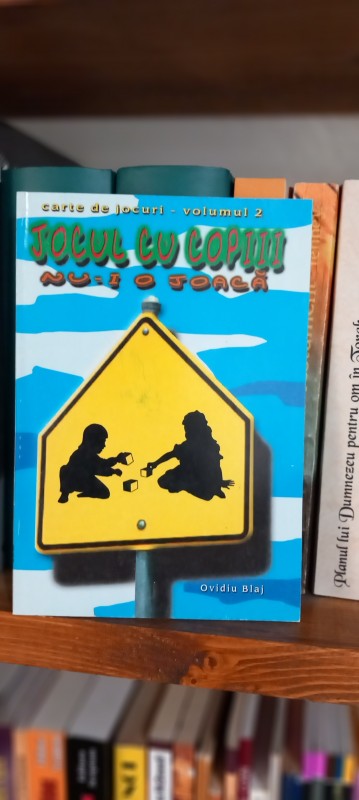 carte de jocuri - volumul 2
JOCUL CU COPIII
NU-I O JOACĂ
Ovidiu Blaj
Planul lui Dumnezeu pentru om în